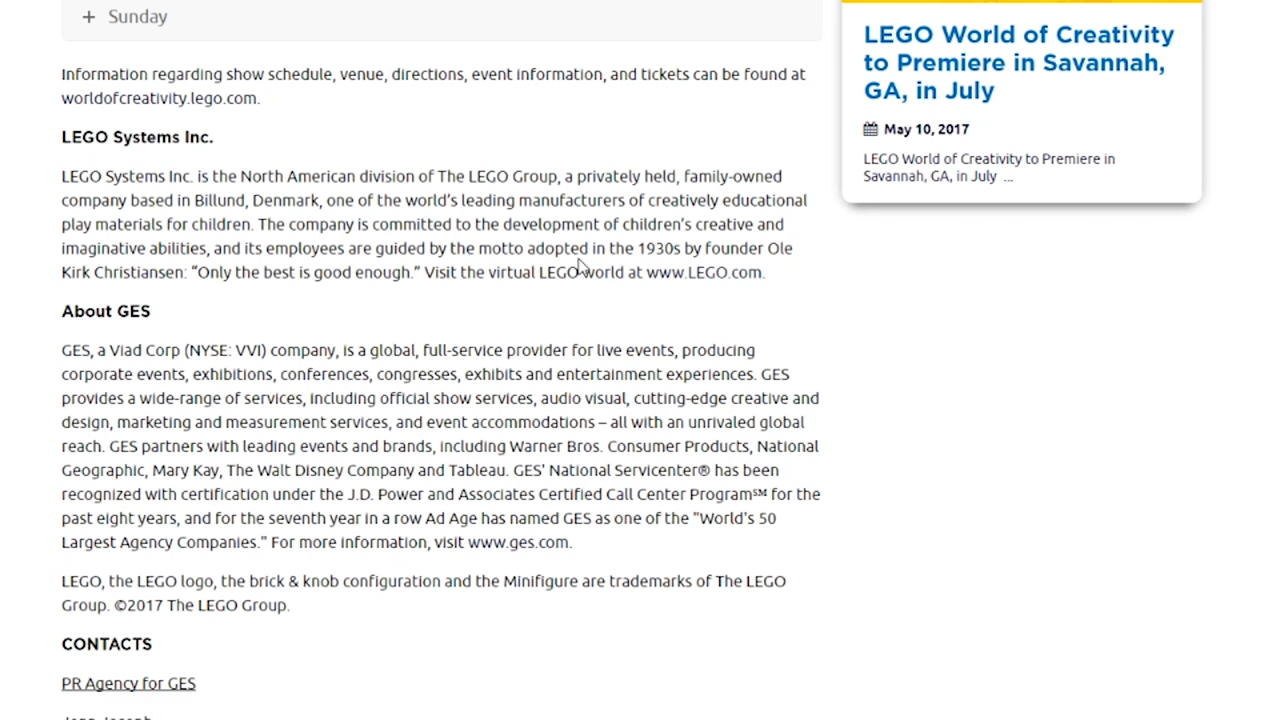 Sunday
Information regarding show schedule, venue, directions, event information, and tickets can be found at
worldofcreativity.lego.com.
LEGO Systems Inc.
LEGO Systems Inc. is the North American division of The LEGO Group, a privately held, family-owned
company based in Billund, Denmark, one of the world’s leading manufacturers of creatively educational
play materials for children. The company is committed to the development of children’s creative and
imaginative abilities, and its employees are guided by the motto adopted in the 1930s by founder Ole
Kirk Christiansen: “Only the best is good enough.” Visit the virtual LEGO world at www.LEGO.com.
About GES
GES, a Viad Corp (NYSE: VVI) company, is a global, full-service provider for live events, producing
corporate events, exhibitions, conferences, congresses, exhibits and entertainment experiences. GES
provides a wide-range of services, including official show services, audio visual, cutting-edge creative and
design, marketing and measurement services, and event accommodations – all with an unrivaled global
reach. GES partners with leading events and brands, including Warner Bros. Consumer Products, National
Geographic, Mary Kay, The Walt Disney Company and Tableau. GES' National Servicenter® has been
recognized with certification under the J.D. Power and Associates Certified Call Center Program℠ for the
past eight years, and for the seventh year in a row Ad Age has named GES as one of the "World's 50
Largest Agency Companies." For more information, visit www.ges.com.
LEGO, the LEGO logo, the brick & knob configuration and the Minifigure are trademarks of The LEGO
Group. ©2017 The LEGO Group.
CONTACTS
PR Agency for GES
LEGO World of Creativity
to Premiere in Savannah,
GA, in July
May 10, 2017
LEGO World of Creativity to Premiere in
Savannah, GA, in July ...